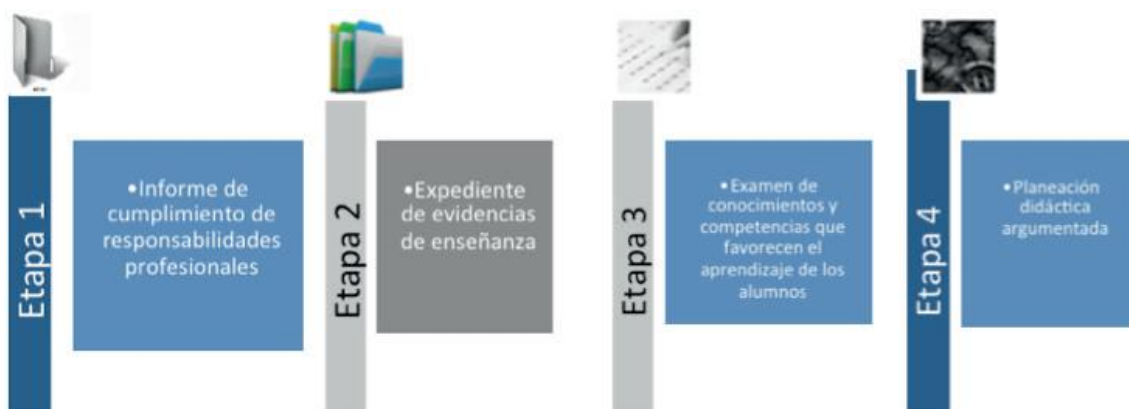 Etapa 1
•Informe de
cumplimiento de
responsabilidades
profesionales
Etapa 2
•Expediente
de evidencias
de enseñanza
Etapa 3
•Examen de
conocimientos y
competencias que
favorecen el
aprendizaje de los
alumnos
Etapa 4
•Planeación
didáctica
argumentada